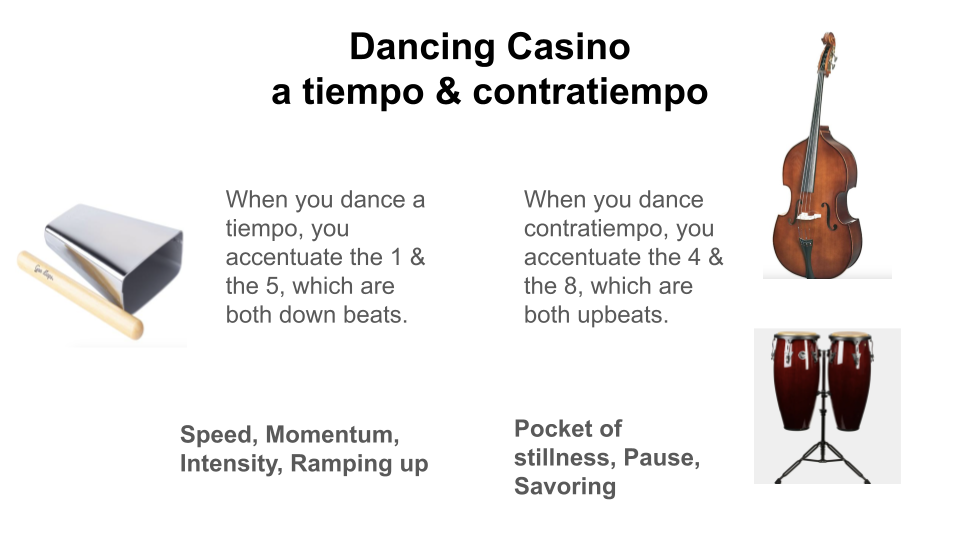 Dancing Casino
a tiempo & contratiempo
When you dance a
tiempo, you
accentuate the 1 &
the 5, which are
both down beats.
When you dance
contratiempo, you
accentuate the 4 &
the 8, which are
both upbeats.
Speed, Momentum,
Intensity, Ramping up
Pocket of
stillness, Pause,
Savoring